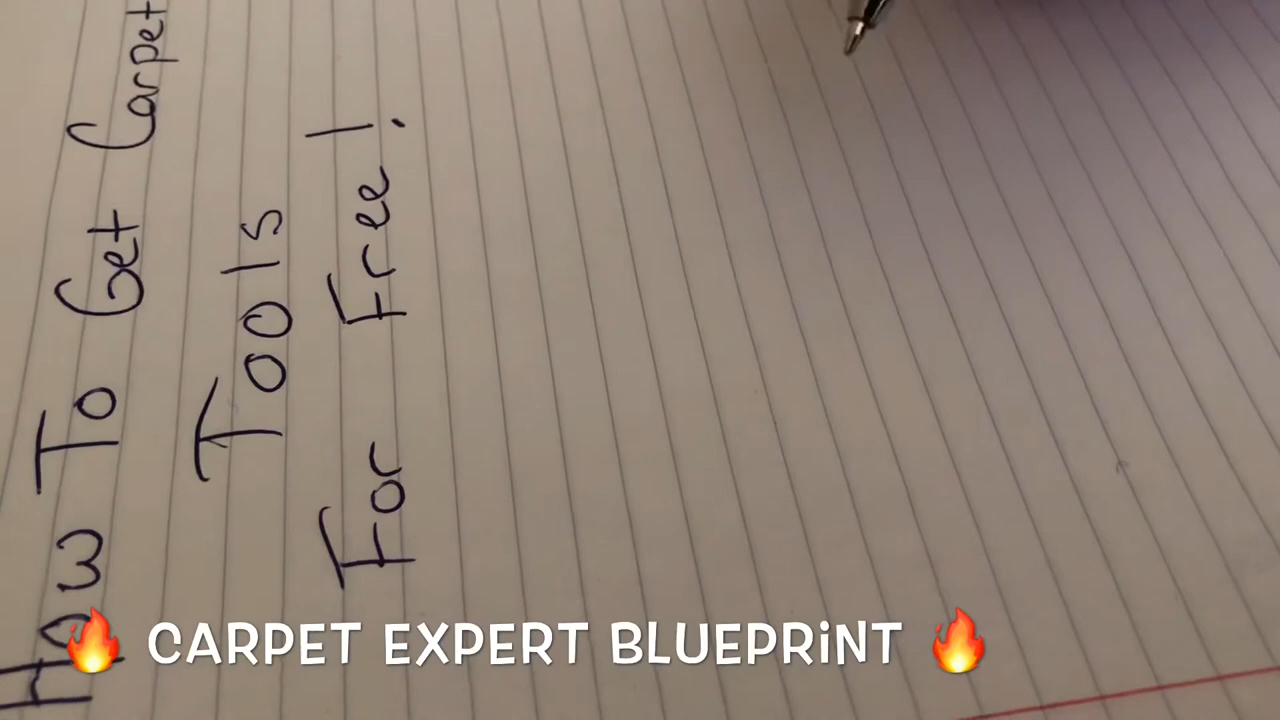 How To Get Carpet
Tools
For Free!
🔥 CARPET EXPERT BLUEPRiNT 🔥